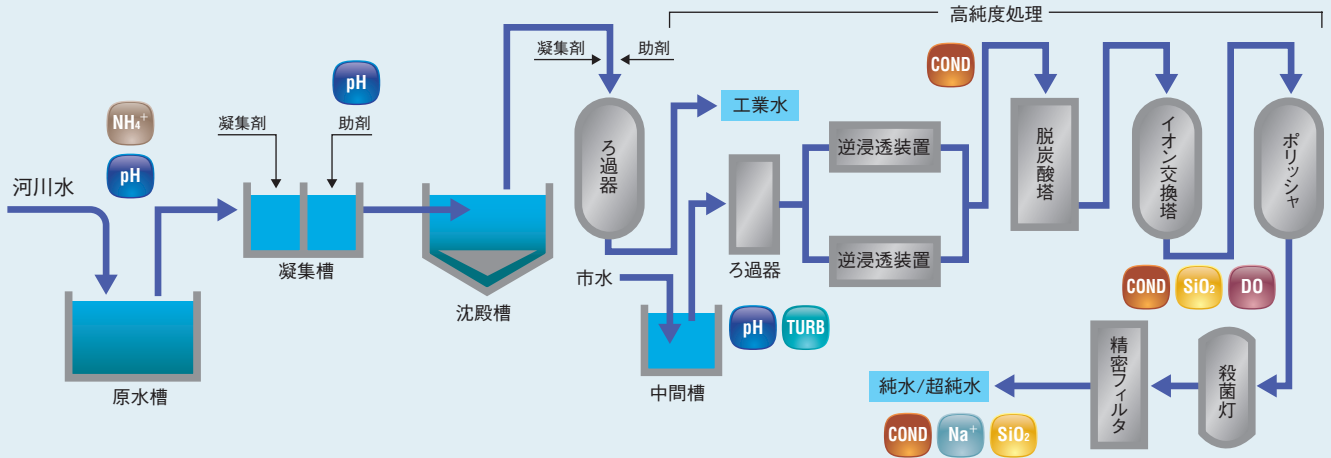 高純度処理
凝集剤
助剤
COND
pH
NH₄⁺
凝集剤
助剤
工業水
逆浸透装置
ろ過器
脱炭酸塔
イオン交換塔
ポリッシャ
pH
河川水
凝集槽
ろ過器
逆浸透装置
市水
沈殿槽
COND
SiO₂
DO
pH
TURB
原水槽
中間槽
純水/超純水
精密フィルタ
殺菌灯
COND
Na⁺
SiO₂